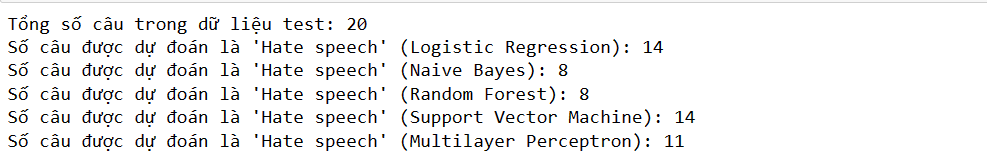 Tổng số câu trong dữ liệu test: 20
Số câu được dự đoán là 'Hate speech' (Logistic Regression): 14
Số câu được dự đoán là 'Hate speech' (Naive Bayes): 8
Số câu được dự đoán là 'Hate speech' (Random Forest): 8
Số câu được dự đoán là 'Hate speech' (Support Vector Machine): 14
Số câu được dự đoán là 'Hate speech' (Multilayer Perceptron): 11